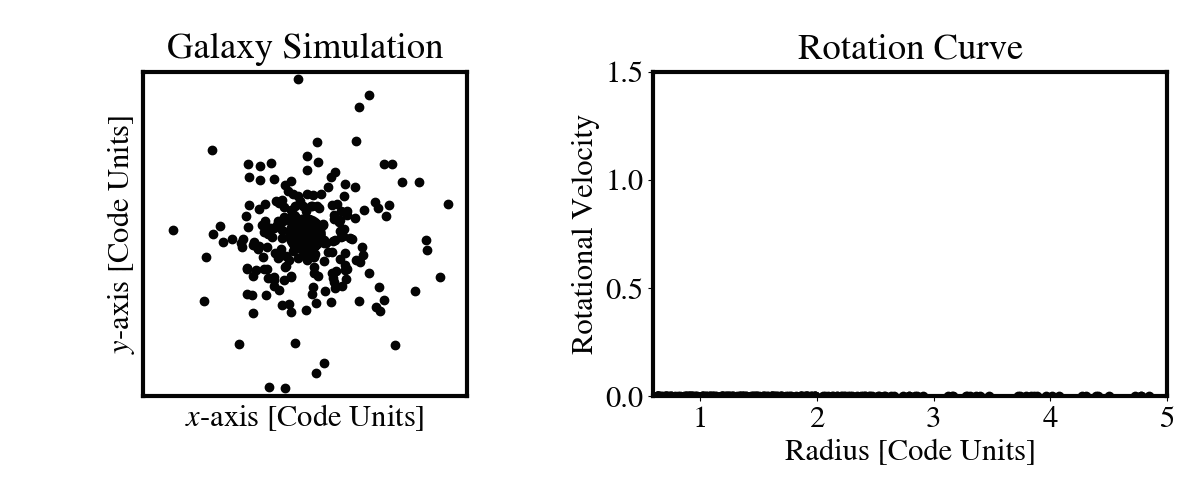 Galaxy Simulation
y-axis [Code Units]
x-axis [Code Units]
Rotation Curve
Rotational Velocity
1.5
1.0
0.5
0.0
1 2 3 4 5
Radius [Code Units]